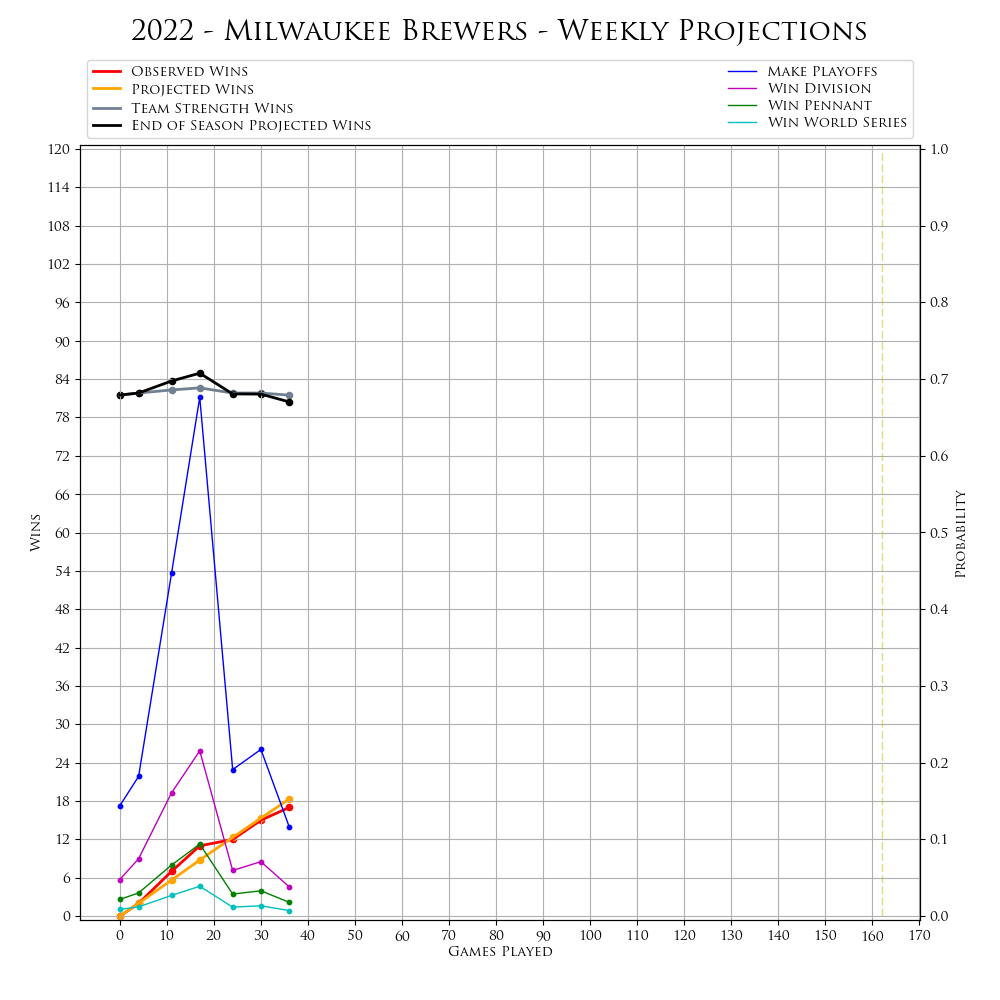 2022 - Milwaukee Brewers - Weekly Projections
Observed Wins
Projected Wins
Team Strength Wins
End of Season Projected Wins
Make Playoffs
Win Division
Win Pennant
Win World Series
120
114
108
102
96
90
84
78
72
66
60
54
48
42
36
30
24
18
12
6
0
Wins
1.0
0.9
0.8
0.7
0.6
0.5
0.4
0.3
0.2
0.1
0.0
Probability
0 10 20 30 40 50 60 70 80 90 100 110 120 130 140 150 160 170
Games Played